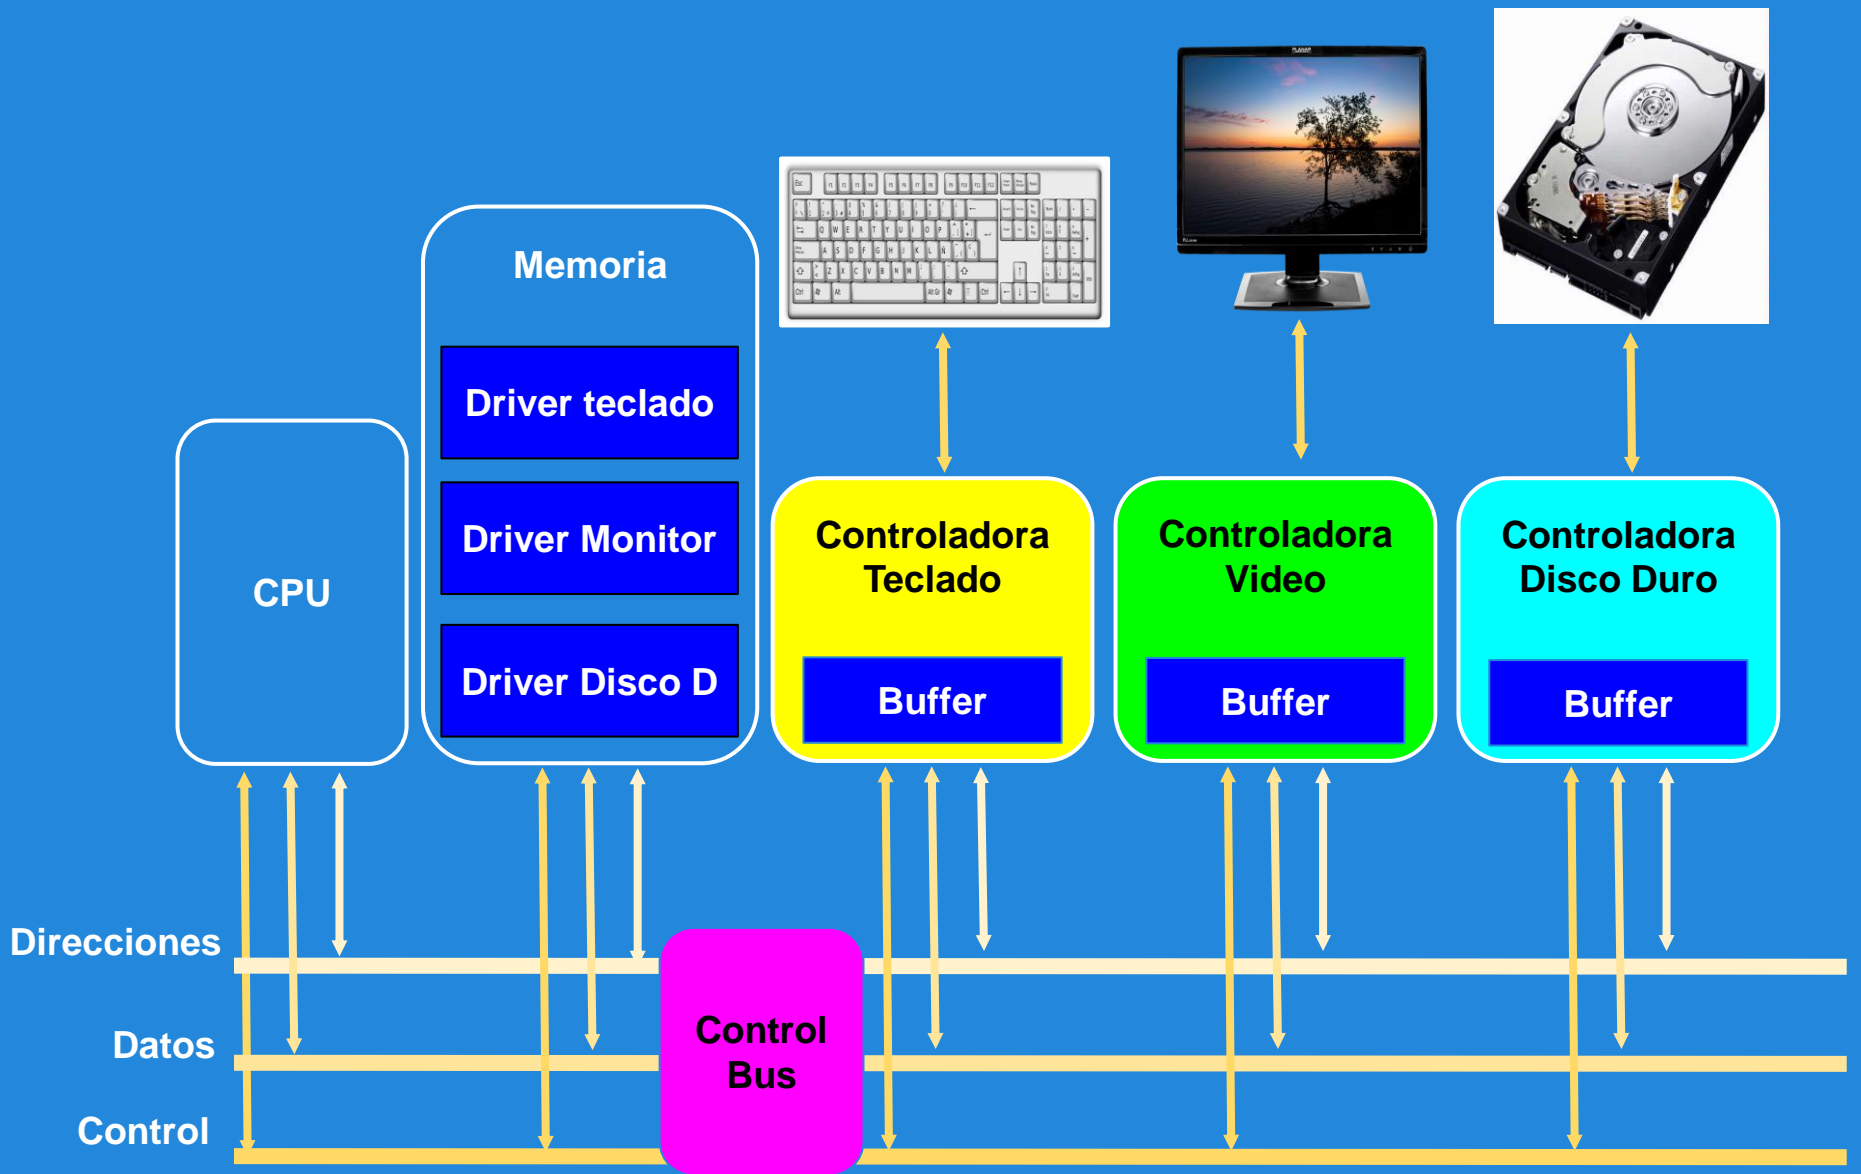 PLANAR
Memoria
Driver teclado
Driver Monitor
Driver Disco D
CPU
Controladora
Teclado
Buffer
Controladora
Video
Buffer
Controladora
Disco Duro
Buffer
Direcciones
Datos
Control
Control
Bus